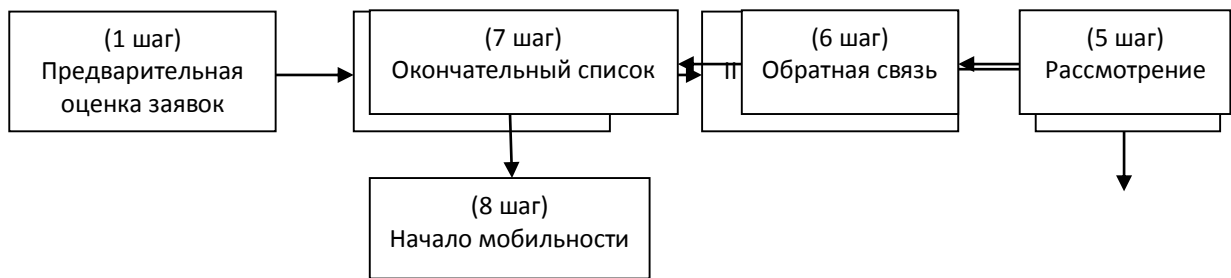 (1 шаг)
Предварительная
оценка заявок
(7 шаг)
Окончательный список
II
(6 шаг)
Обратная связь
(5 шаг)
Рассмотрение
(8 шаг)
Начало мобильности